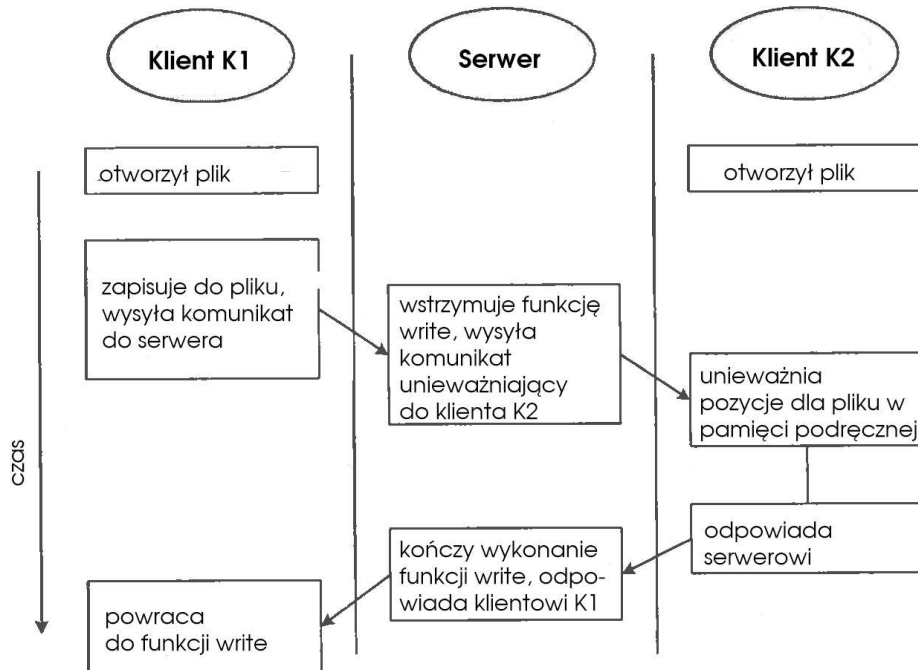 Klient K1
Serwer
Klient K2
otworzył plik
otworzył plik
zapisuje do pliku,
wysyła komunikat
do serwera
wstrzymuje funkcję
write, wysyła
komunikat
unieważniający
do klienta K2
unieważnia
pozycje dla pliku w
pamięci podręcznej
czas
odpowiada
serwerowi
kończy wykonanie
funkcji write, odpo-
wiada klientowi K1
powraca
do funkcji write